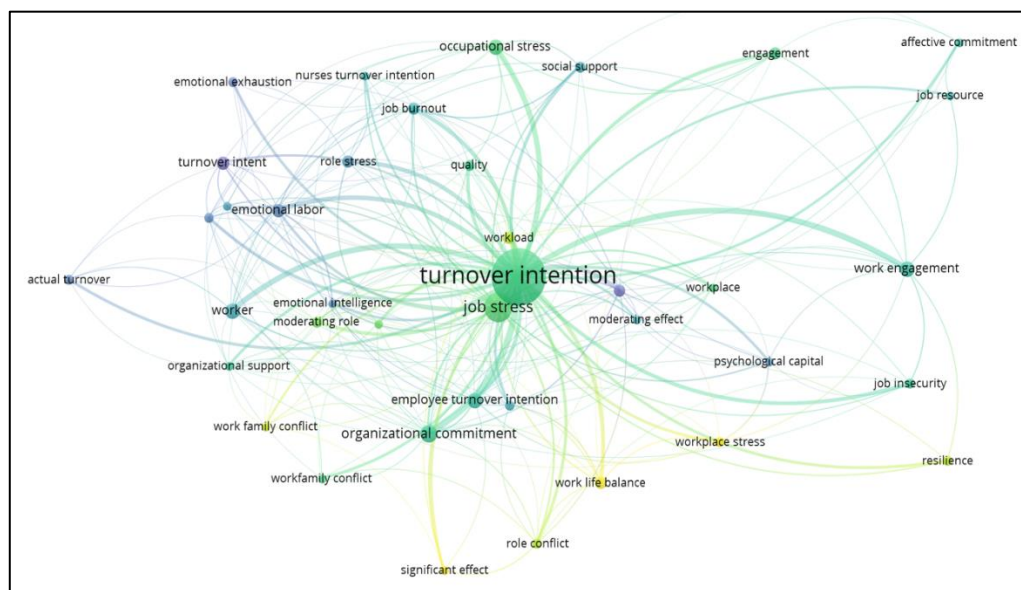 affective commitment
occupational stress
engagement
social support
nurses turnover intention
emotional exhaustion
job resource
job burnout
turnover intent
role stress
quality
emotional labor
workload
turnover intention
work engagement
actual turnover
workplace
emotional intelligence
worker
job stress
moderating role
moderating effect
organizational support
psychological capital
job insecurity
employee turnover intention
work family conflict
organizational commitment
workplace stress
resilience
workfamily conflict
work life balance
role conflict
significant effect